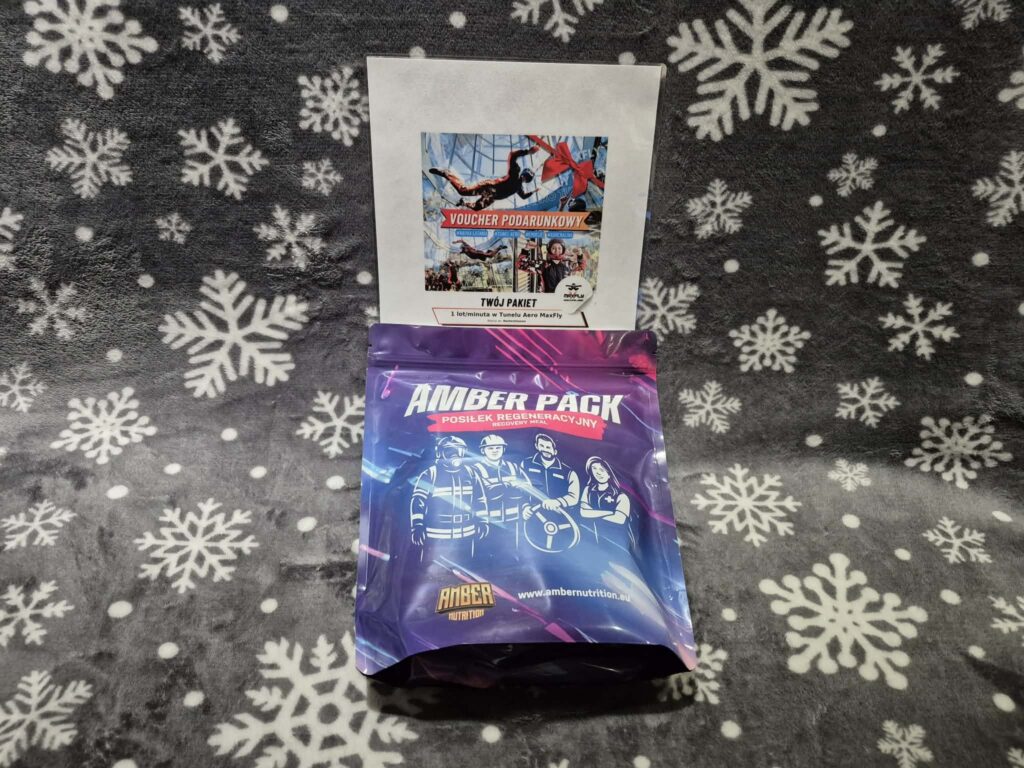 VOUCHER PODARUNKOWY
MAXFLY
TWÓJ PAKIET
1 lot/minuta w Tunelu Aero MaxFly
AMBER PACK
POSIŁEK REGENERACYJNY
RECOVERY MEAL
AMBER
NUTRITION
www.ambernutrition.eu